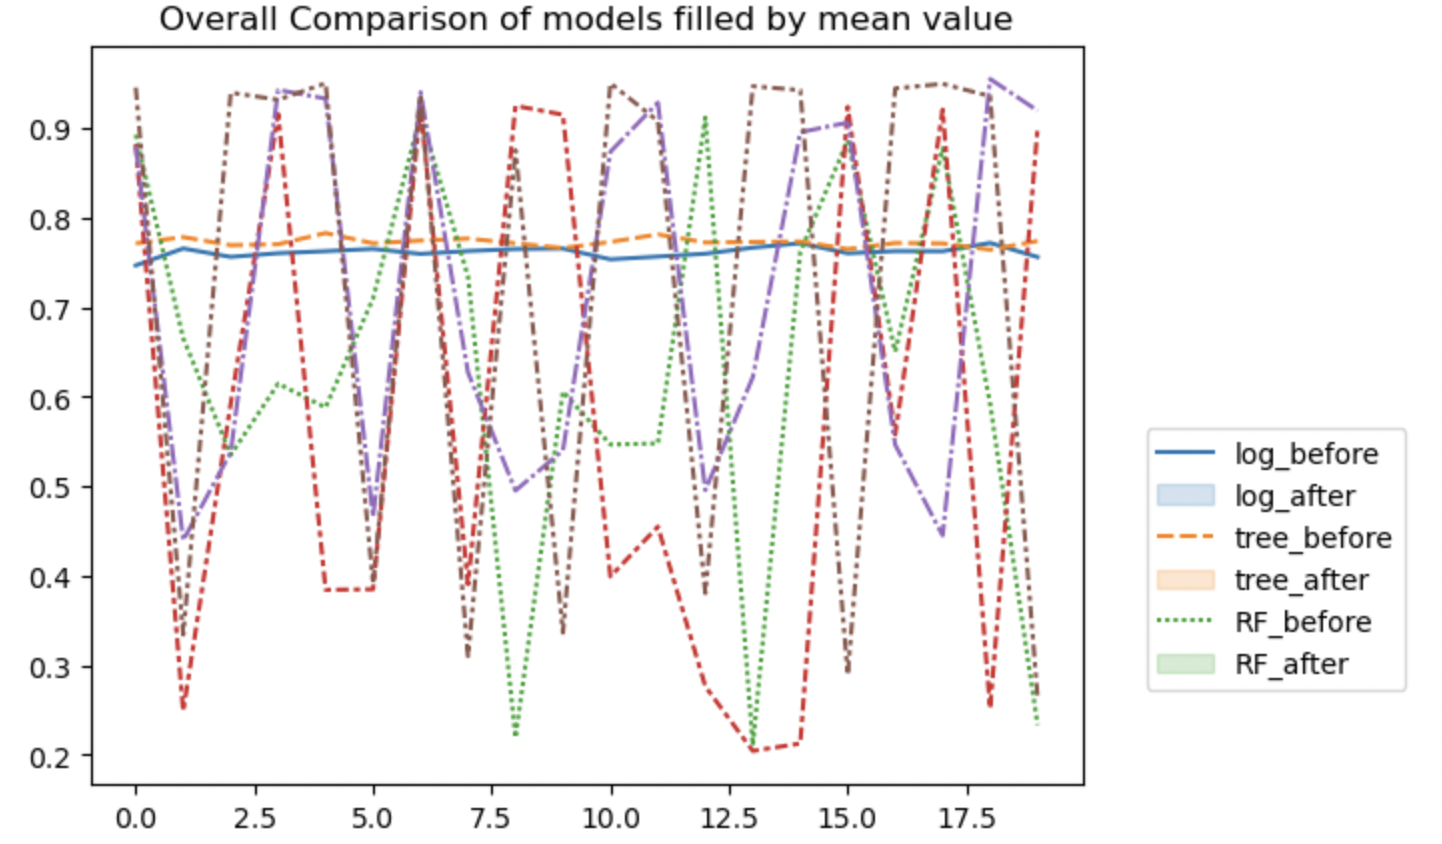 Overall Comparison of models filled by mean value
0.9
0.8
0.7
0.6
0.5
0.4
0.3
0.2
0.0 2.5 5.0 7.5 10.0 12.5 15.0 17.5
log_before
log_after
tree_before
tree_after
RF_before
RF_after